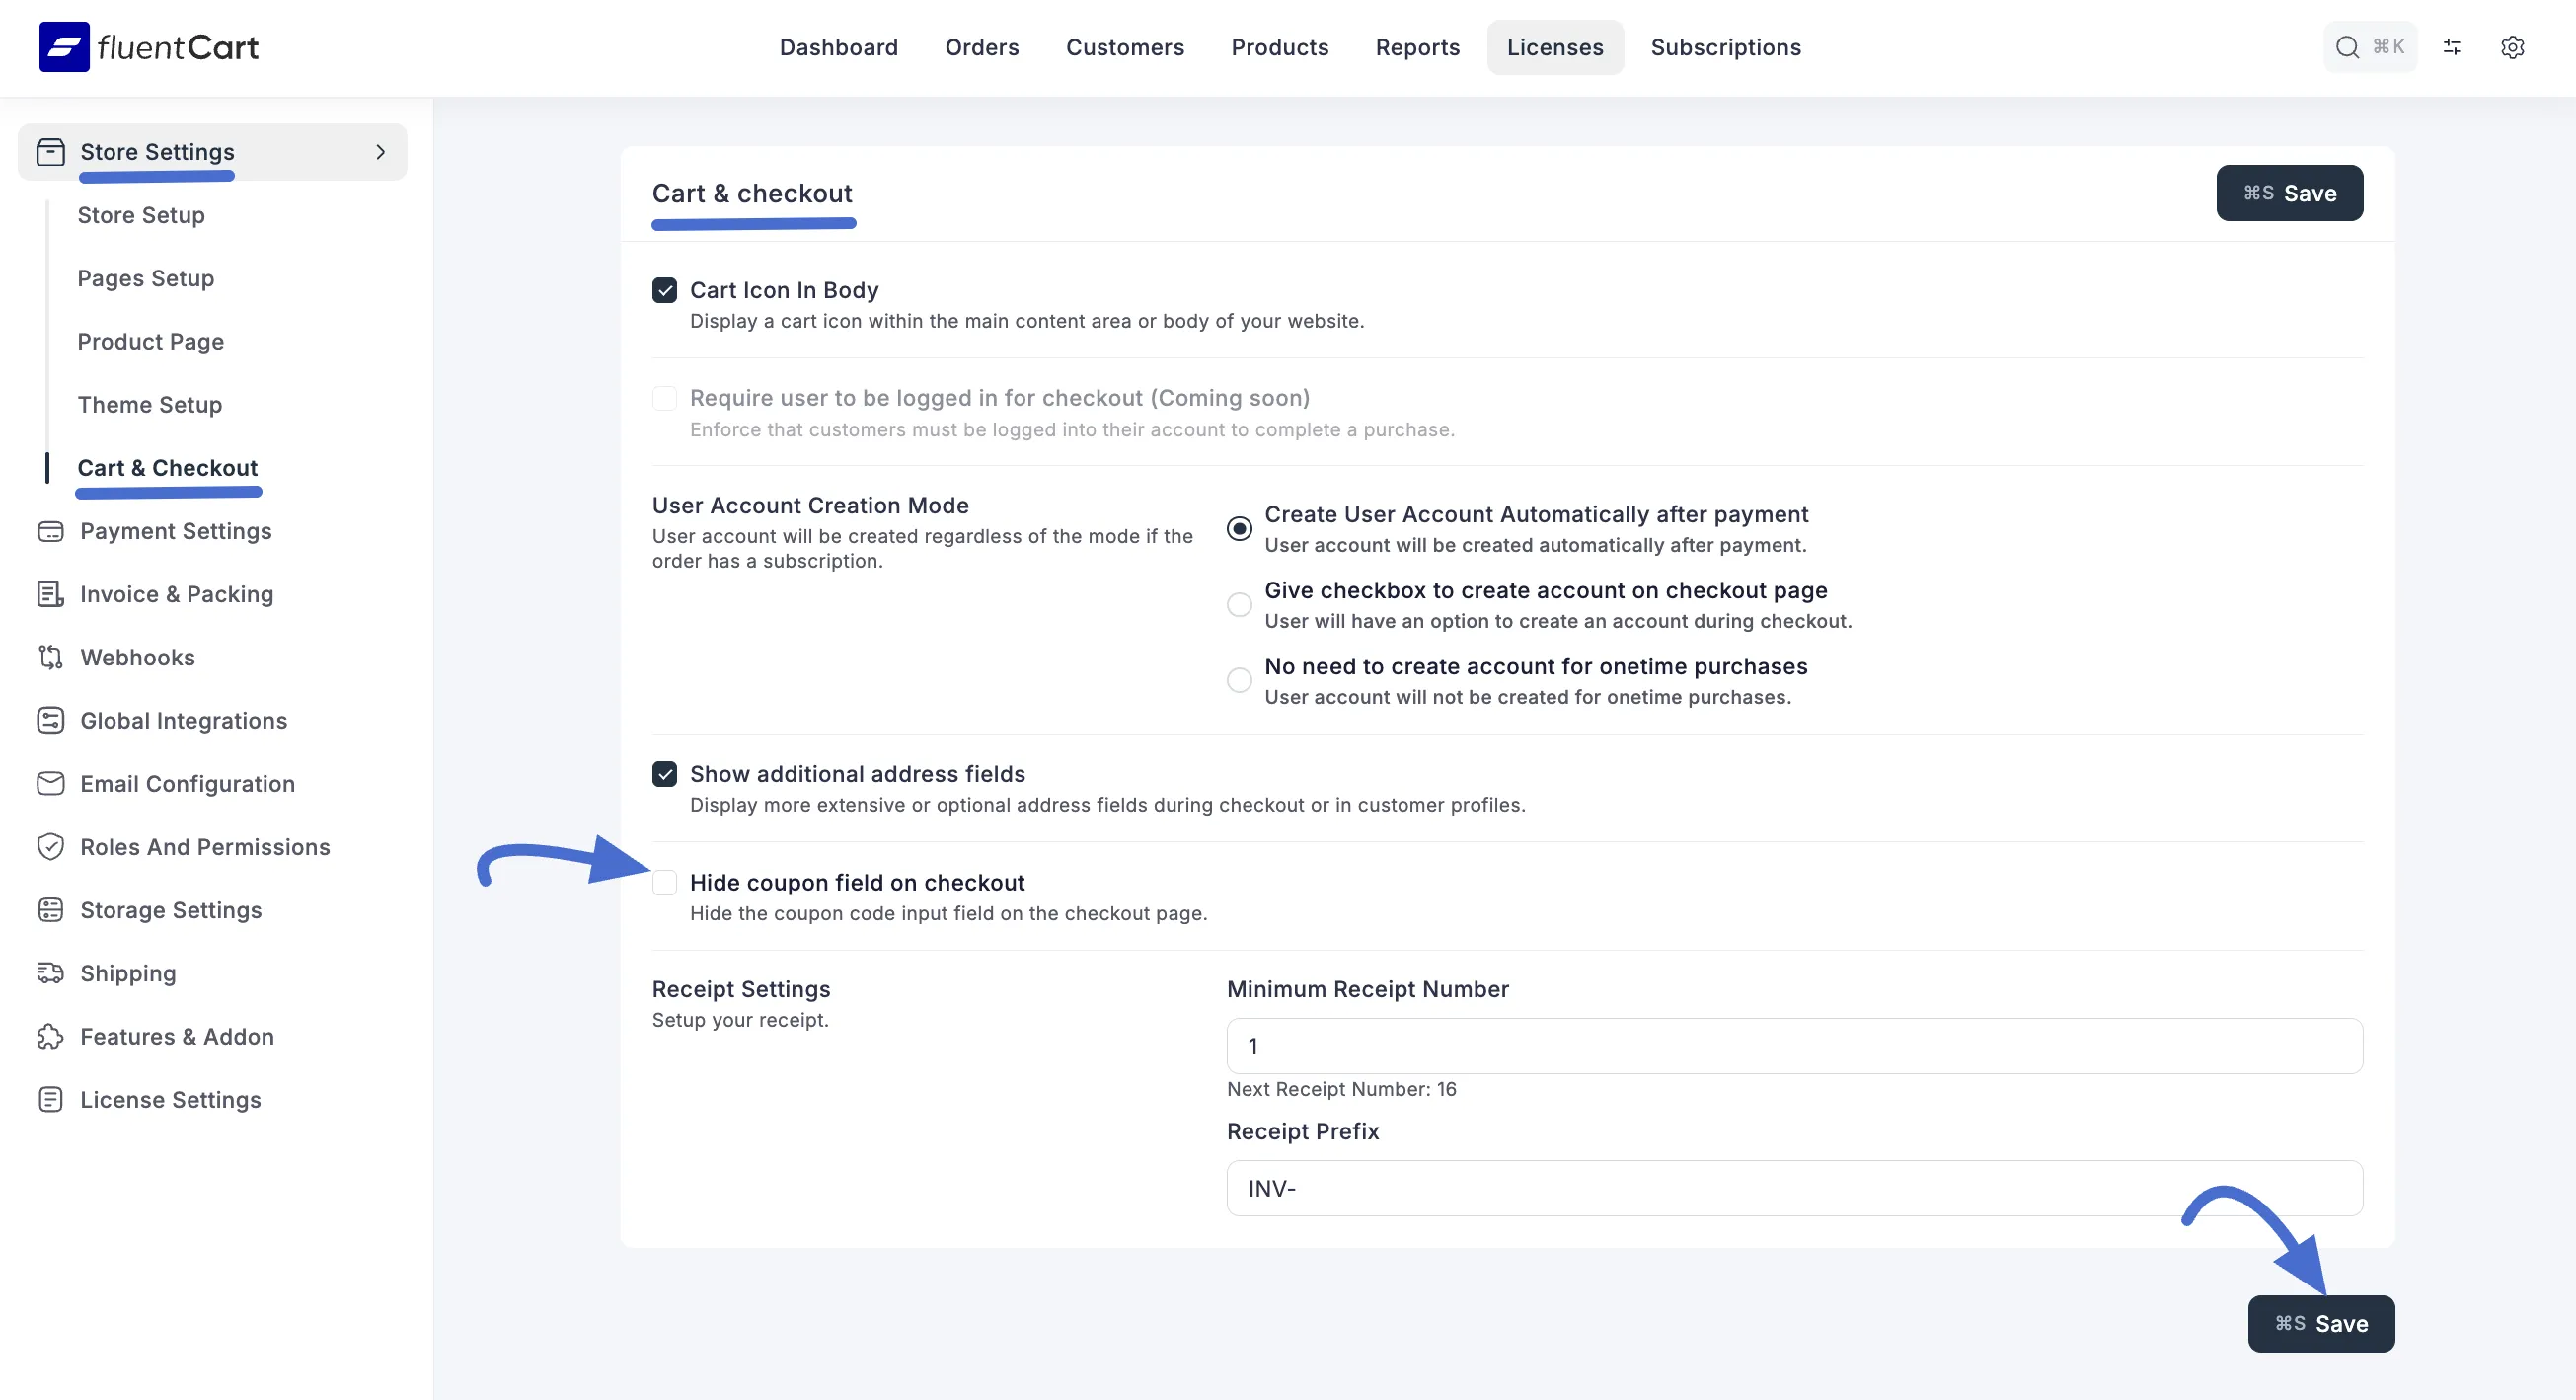 fluentCart
Dashboard
Orders
Customers
Products
Reports
Licenses
Subscriptions
⌘K
Store Settings
Store Setup
Pages Setup
Product Page
Theme Setup
Cart & Checkout
Payment Settings
Invoice & Packing
Webhooks
Global Integrations
Email Configuration
Roles And Permissions
Storage Settings
Shipping
Features & Addon
License Settings
Cart & checkout
⌘S Save
Cart Icon In Body
Display a cart icon within the main content area or body of your website.
Require user to be logged in for checkout (Coming soon)
Enforce that customers must be logged into their account to complete a purchase.
User Account Creation Mode
User account will be created regardless of the mode if the
order has a subscription.
Create User Account Automatically after payment
User account will be created automatically after payment.
Give checkbox to create account on checkout page
User will have an option to create an account during checkout.
No need to create account for onetime purchases
User account will not be created for onetime purchases.
Show additional address fields
Display more extensive or optional address fields during checkout or in customer profiles.
Hide coupon field on checkout
Hide the coupon code input field on the checkout page.
Receipt Settings
Setup your receipt.
Minimum Receipt Number
1
Next Receipt Number: 16
Receipt Prefix
INV-
⌘S Save